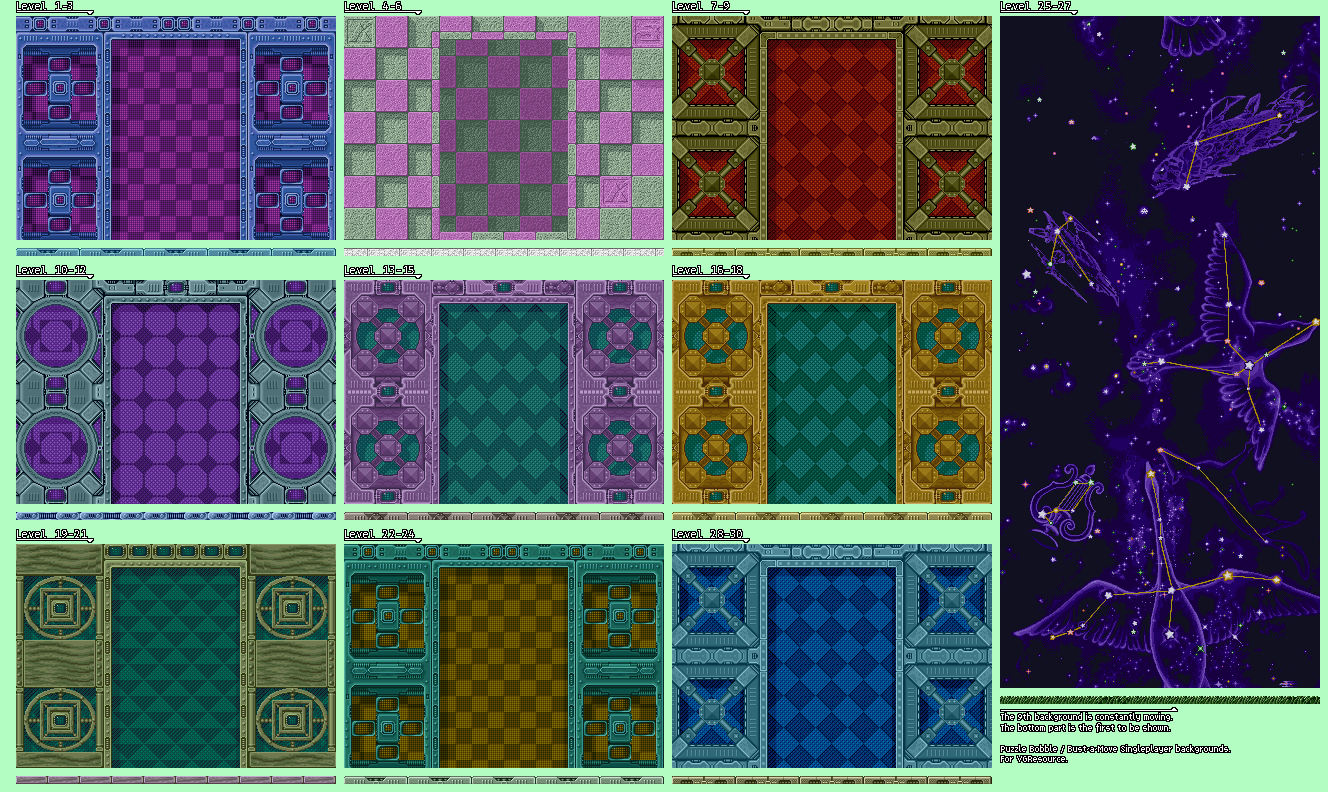 Level 1-3
Level 4-6
Level 7-9
Level 25-27
Level 10-12
Level 13-15
Level 16-18
Level 19-21
Level 22-24
Level 28-30
The 9th background is constantly moving.
The bottom part is the first to be shown.
Puzzle Bobble / Bust-a-Move Singleplayer backgrounds.
For VGResource.